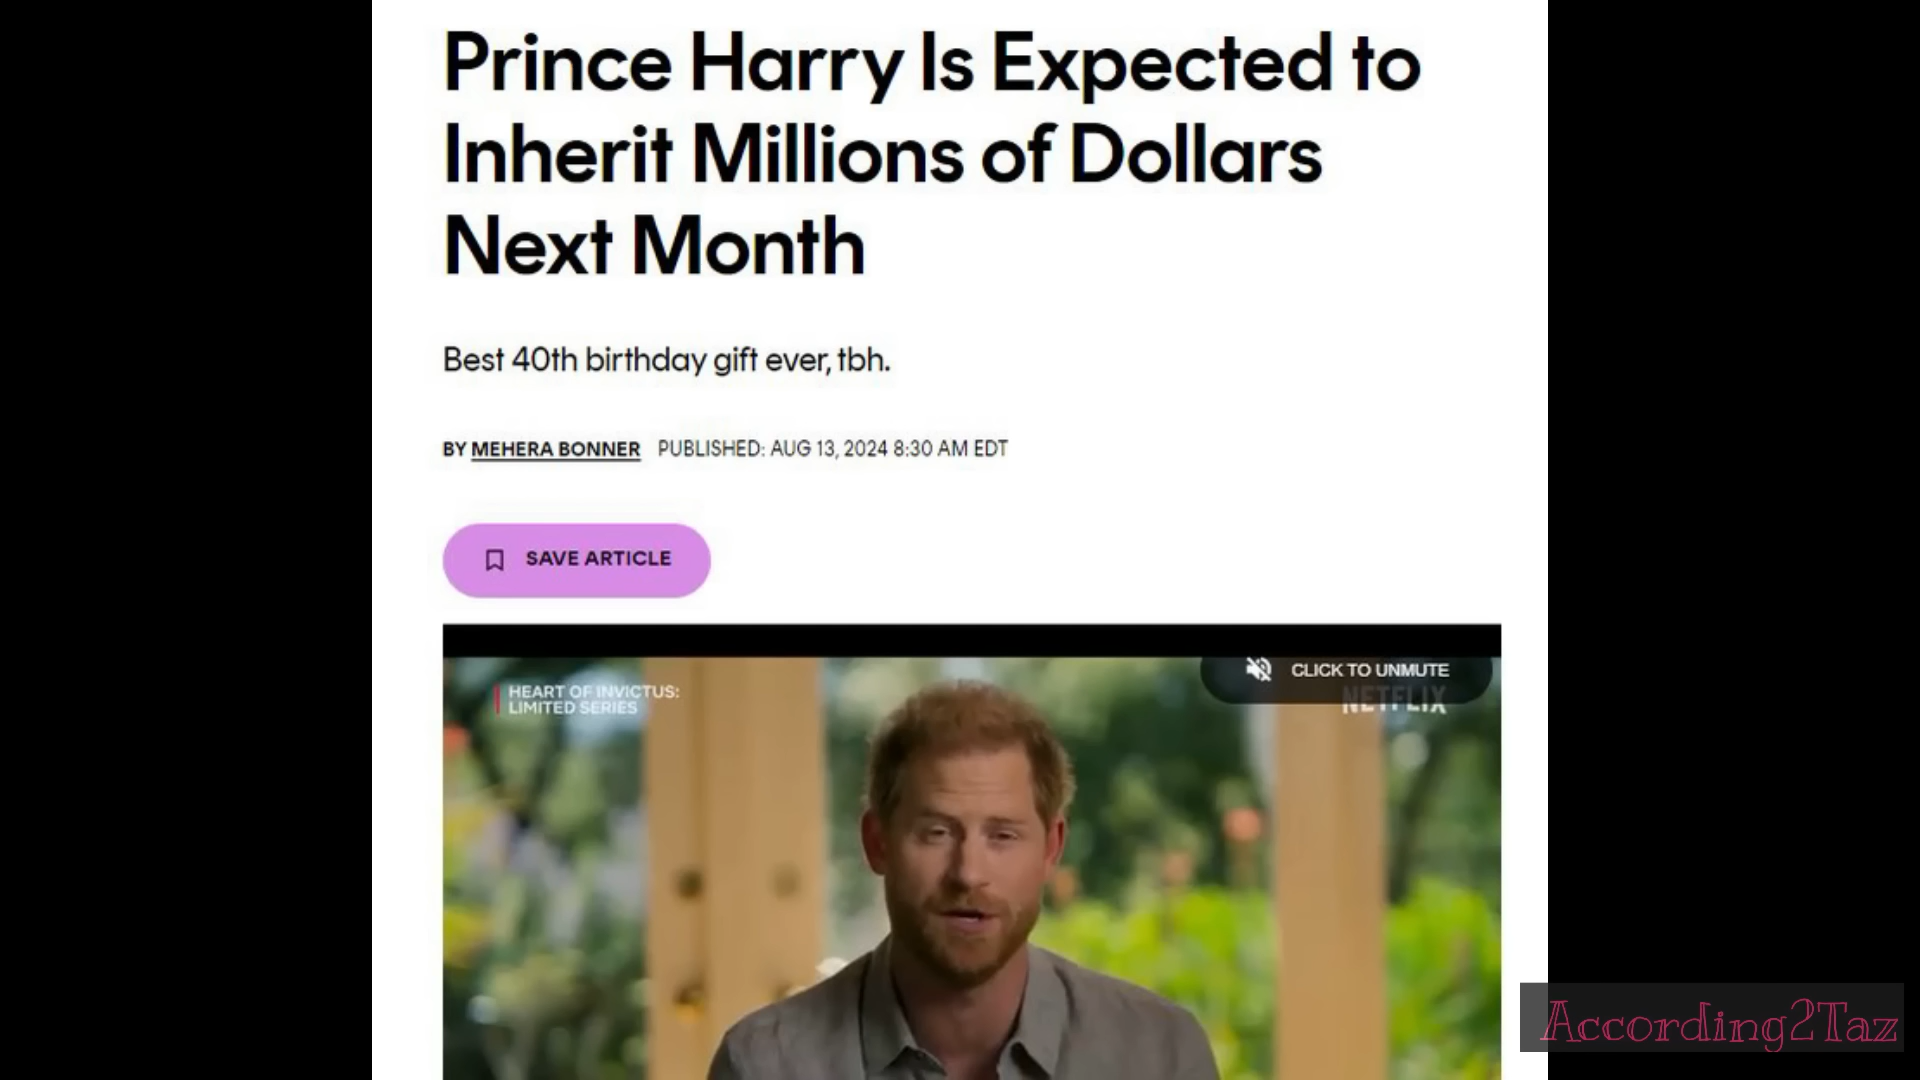 Prince Harry Is Expected to
Inherit Millions of Dollars
Next Month
Best 40th birthday gift ever, tbh.
BY MEHERA BONNER PUBLISHED: AUG 13, 2024 8:30 AM EDT
SAVE ARTICLE
CLICK TO UNMUTE
HEART OF INVICTUS:
LIMITED SERIES
NETFLIX
According2Taz